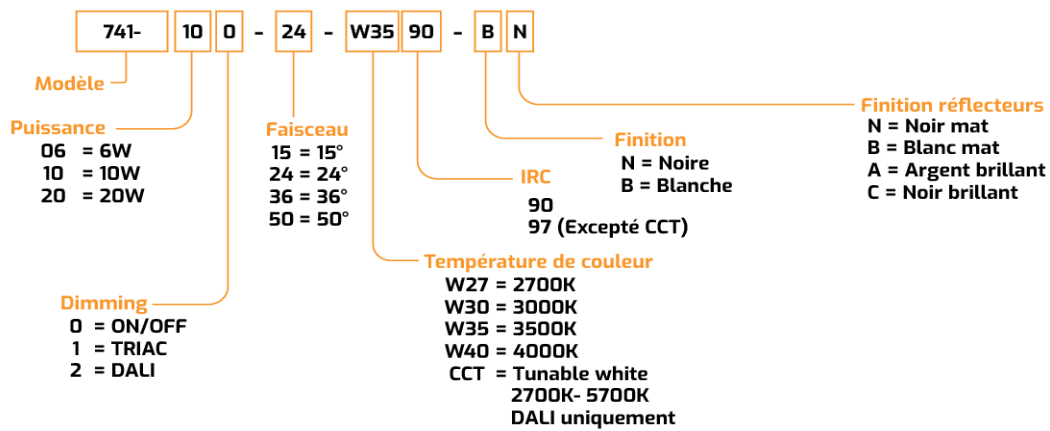 741- 10 0 - 24 - W35 90 - B N
Modèle
Puissance
06 = 6W
10 = 10W
20 = 20W
Dimming
0 = ON/OFF
1 = TRIAC
2 = DALI
Faisceau
15 = 15°
24 = 24°
36 = 36°
50 = 50°
Température de couleur
W27 = 2700K
W30 = 3000K
W35 = 3500K
W40 = 4000K
CCT = Tunable white
2700K- 5700K
DALI uniquement
IRC
90
97 (Excepté CCT)
Finition
N = Noire
B = Blanche
Finition réflecteurs
N = Noir mat
B = Blanc mat
A = Argent brillant
C = Noir brillant